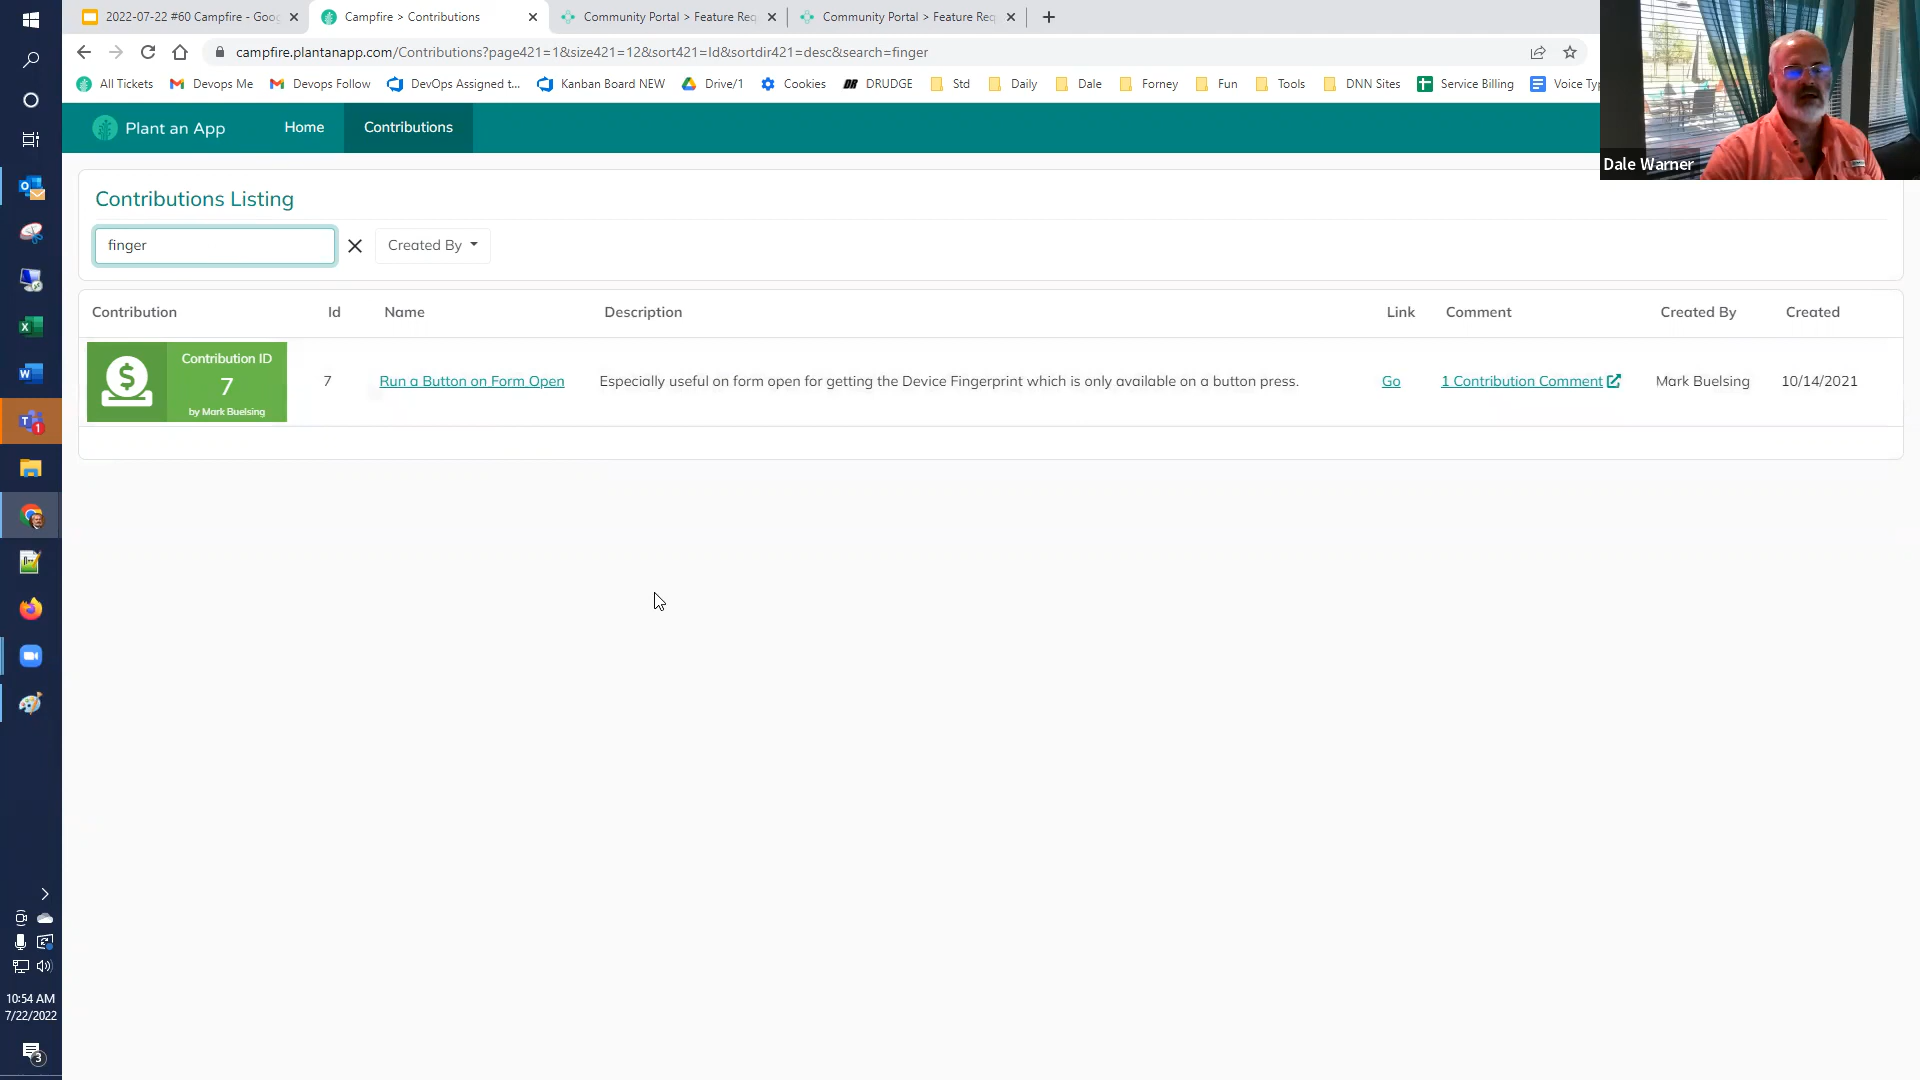 2022-07-22 #60 Campfire - Goog
Campfire > Contributions
Community Portal > Feature Req
Community Portal > Feature Req
campfire.plantanapp.com/Contributions?page421=1&size421=12&sort421=Id&sortdir421=desc&search=finger
All Tickets
Devops Me
Devops Follow
DevOps Assigned t...
Kanban Board NEW
Drive/1
Cookies
DRUDGE
Std
Daily
Dale
Forney
Fun
Tools
DNN Sites
Service Billing
Voice Typ
Plant an App
Home
Contributions
Dale Warner
Contributions Listing
finger
Created By
Contribution Id Name Description Link Comment Created By Created
Contribution ID
7
by Mark Buelsing
7 Run a Button on Form Open Especially useful on form open for getting the Device Fingerprint which is only available on a button press. Go 1 Contribution Comment Mark Buelsing 10/14/2021
10:54 AM
7/22/2022
3